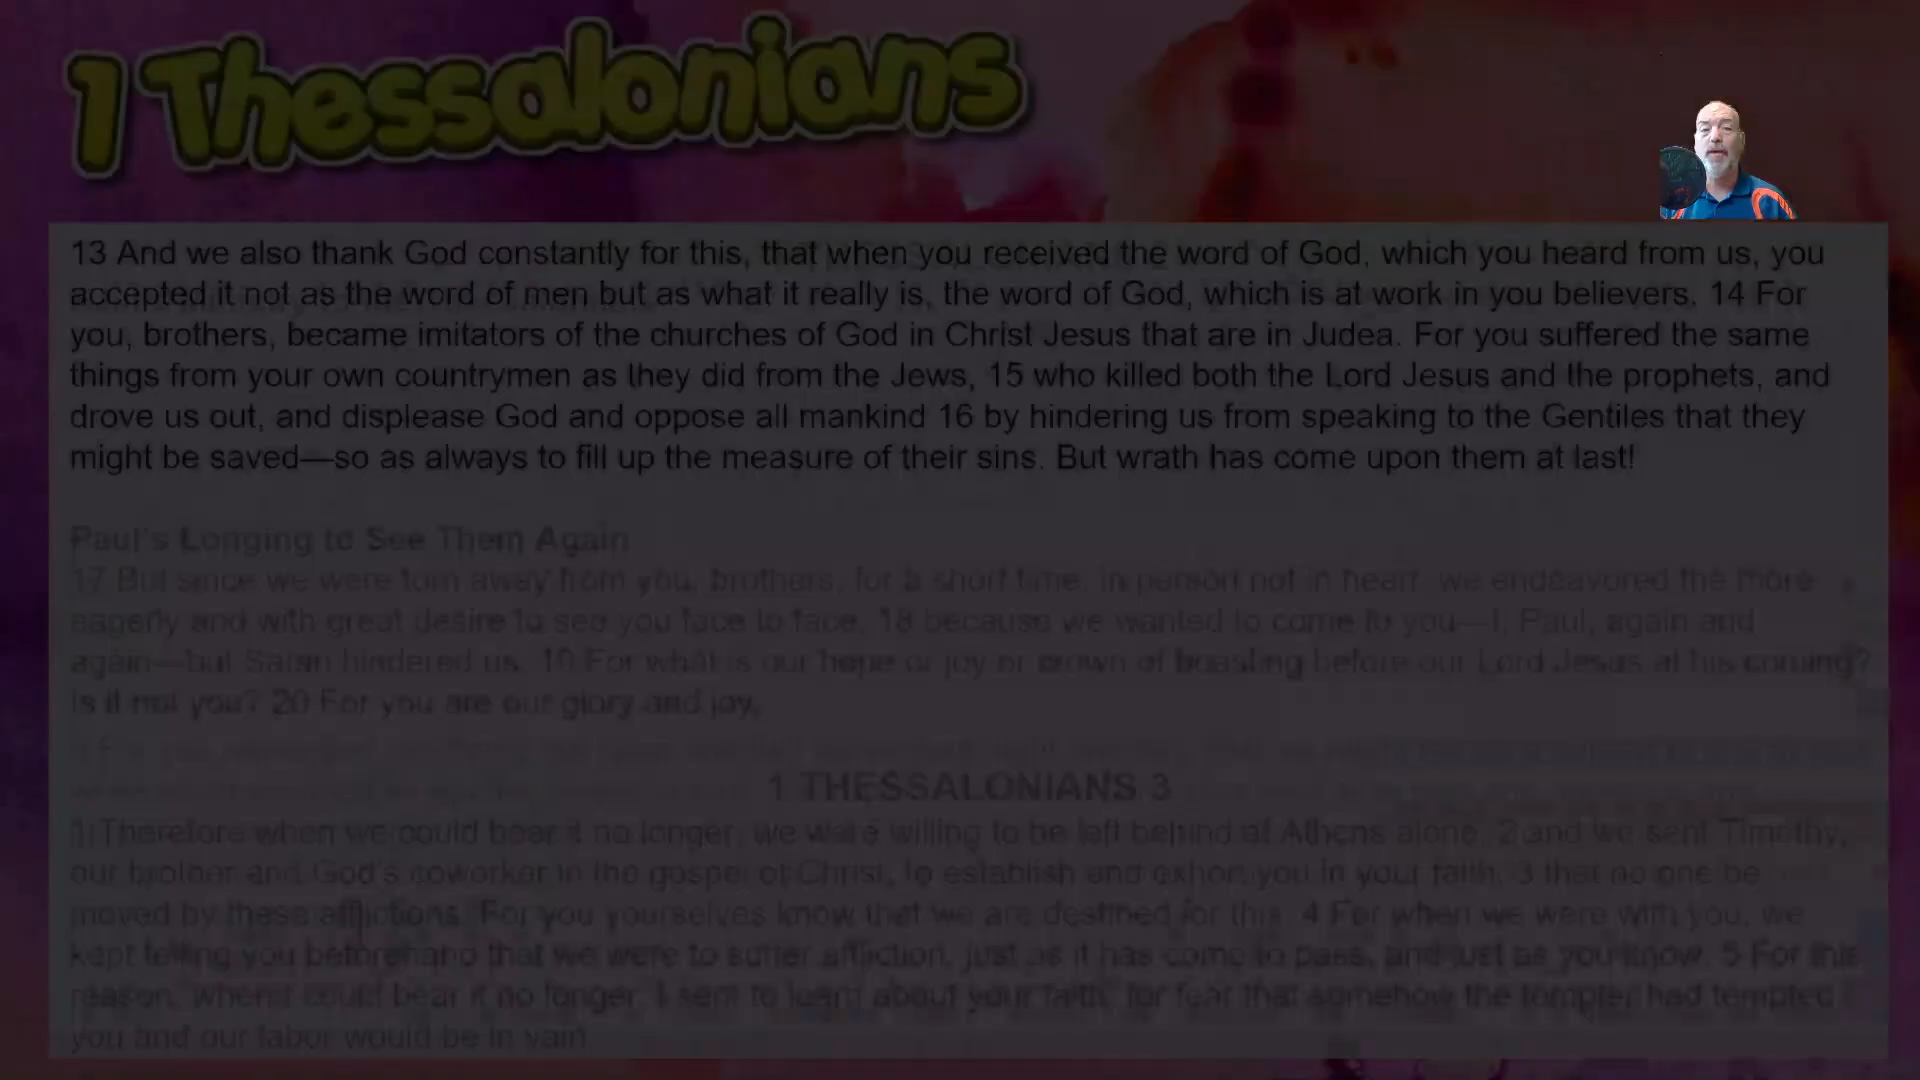 1 Thessalonians
13 And we also thank God constantly for this, that when you received the word of God, which you heard from us, you
accepted it not as the word of men but as what it really is, the word of God, which is at work in you believers. 14 For
you, brothers, became imitators of the churches of God in Christ Jesus that are in Judea. For you suffered the same
things from your own countrymen as they did from the Jews, 15 who killed both the Lord Jesus and the prophets, and
drove us out, and displease God and oppose all mankind 16 by hindering us from speaking to the Gentiles that they
might be saved—so as always to fill up the measure of their sins. But wrath has come upon them at last!
Paul's Longing to See Them Again
17 But since we were torn away from you, brothers, for a short time, in person not in heart, we endeavored the more
eagerly and with great desire to see you face to face, 18 because we wanted to come to you—I, Paul, again and
again—but Satan hindered us. 19 For what is our hope or joy or crown of boasting before our Lord Jesus at his coming?
Is it not you? 20 For you are our glory and joy.
1 THESSALONIANS 3
1 Therefore when we could bear it no longer, we were willing to be left behind at Athens alone, 2 and we sent Timothy,
our brother and God's coworker in the gospel of Christ, to establish and exhort you in your faith, 3 that no one be
moved by these afflictions. For you yourselves know that we are destined for this. 4 For when we were with you, we
kept telling you beforehand that we were to suffer affliction, just as it has come to pass, and just as you know. 5 For this
reason, when I could bear it no longer, I sent to learn about your faith, for fear that somehow the tempter had tempted
you and our labor would be in vain.